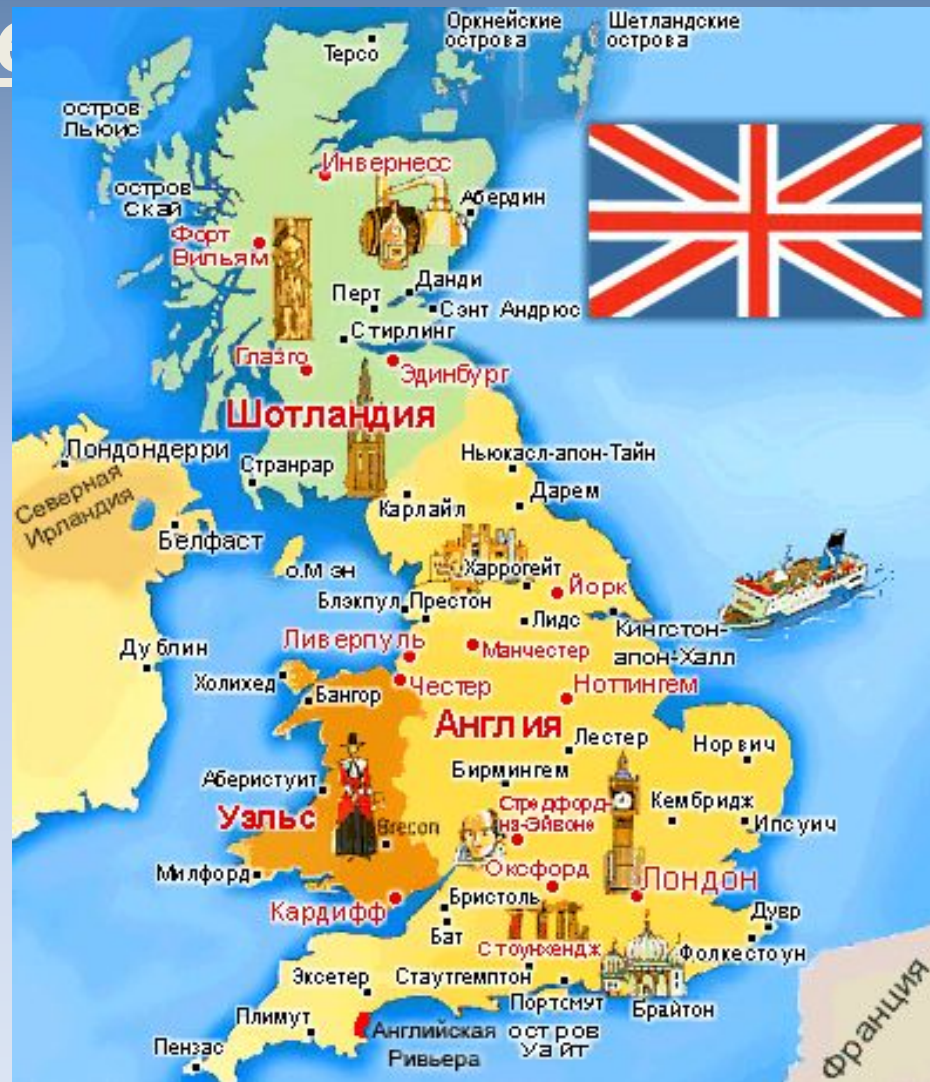 Оркнейские
острова
Шетландские
острова
Терсо
остров
Льюис
Инвернесс
остров
Скай
Абердин
Форт
Вильям
Данди
Перт
Сэнт Андрюс
Стирлинг
Глазго
Эдинбург
Шотландия
Лондондерри
Странрар
Ньюкасл-апон-Тайн
Северная
Ирландия
Дарем
Карлайл
Белфаст
о.Мэн
Харрогейт
Йорк
Блэкпул
Престон
Лидс
Кингстон-
апон-Халл
Дублин
Ливерпуль
Манчестер
Холихед
Бангор
Честер
Ноттингем
Англия
Лестер
Норвич
Аберистуит
Бирмингем
Уэльс
Стредфорд-
на-Эйвоне
Кембридж
Ипсуич
Brecon
Милфорд
Оксфорд
Лондон
Кардифф
Бристоль
Дувр
Бат
Стоунхендж
Фолкестоун
Эксетер
Стаутгемптон
Портсмут
Брайтон
Плимут
Английская
Ривьера
остров
Уайт
Пензас
Франция